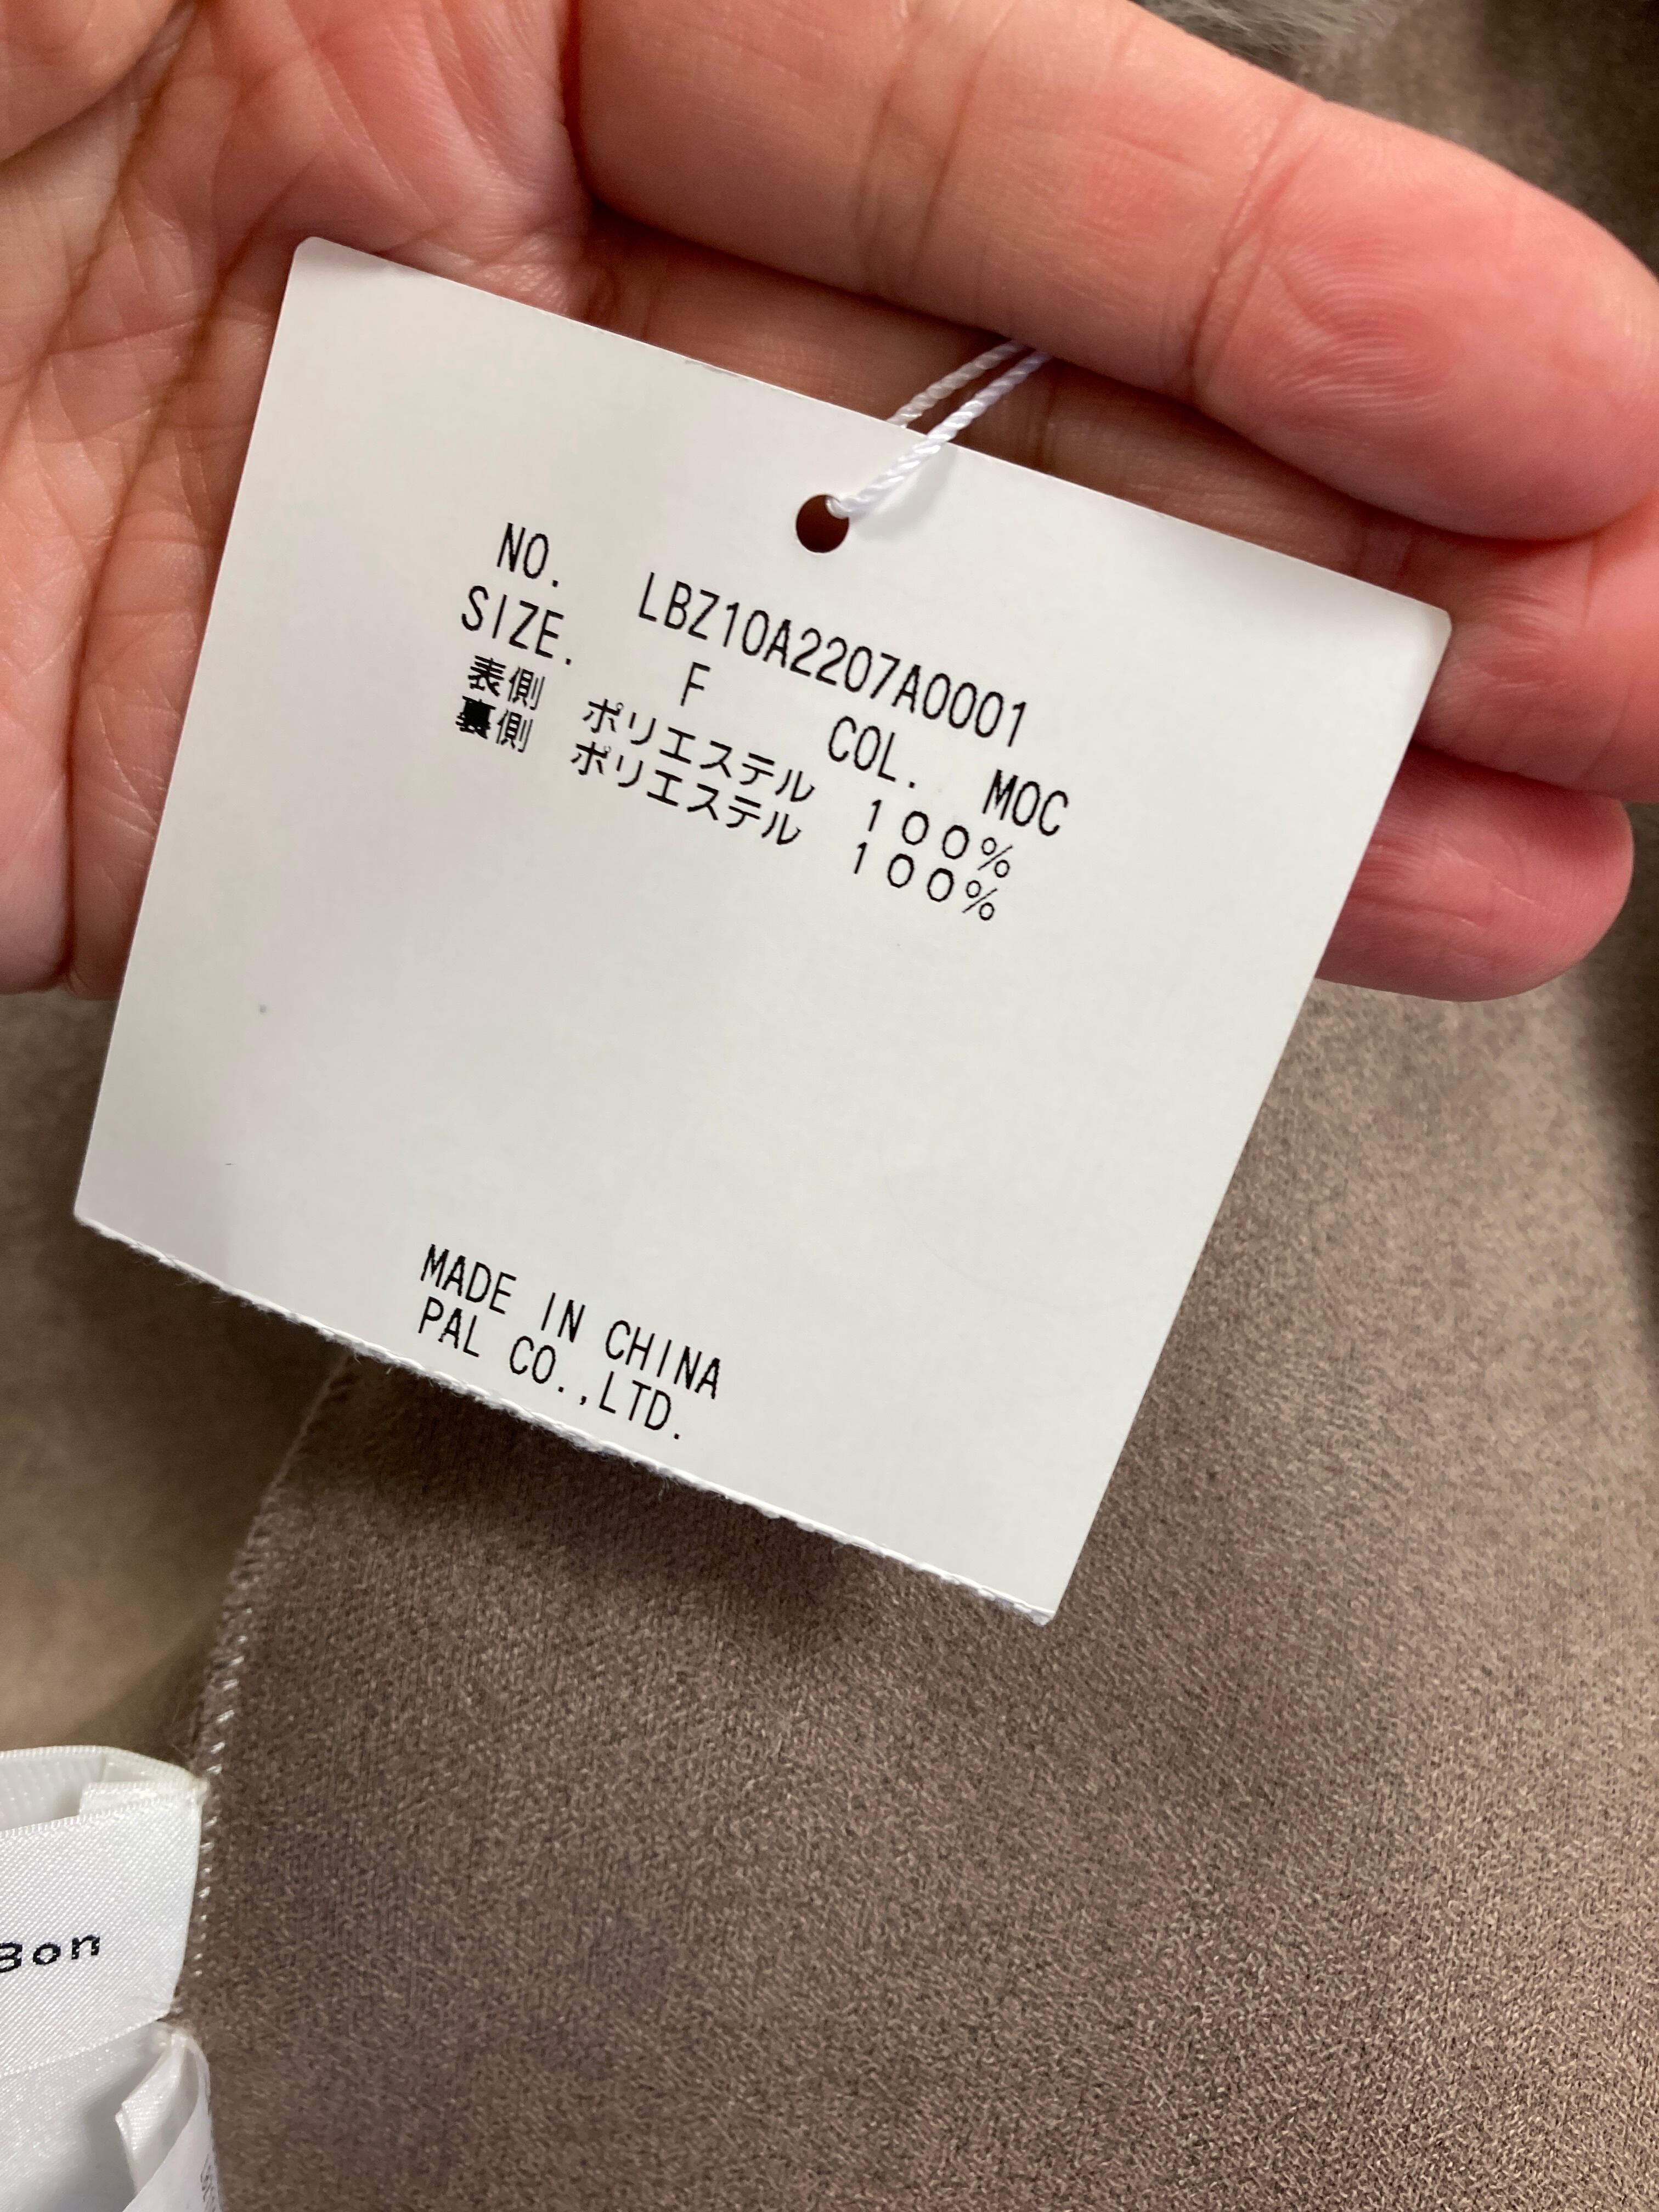 NO. LBZ10A2207A0001
SIZE. F COL. MOC
表側 ポリエステル 100%
裏側 ポリエステル 100%
MADE IN CHINA
PAL CO.,LTD.
Bon